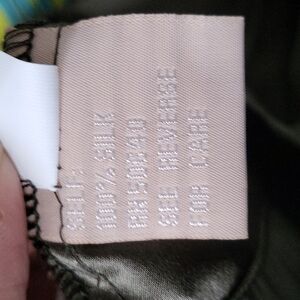 SHELL:
100% SILK
SEE REVERSE
FOR CARE